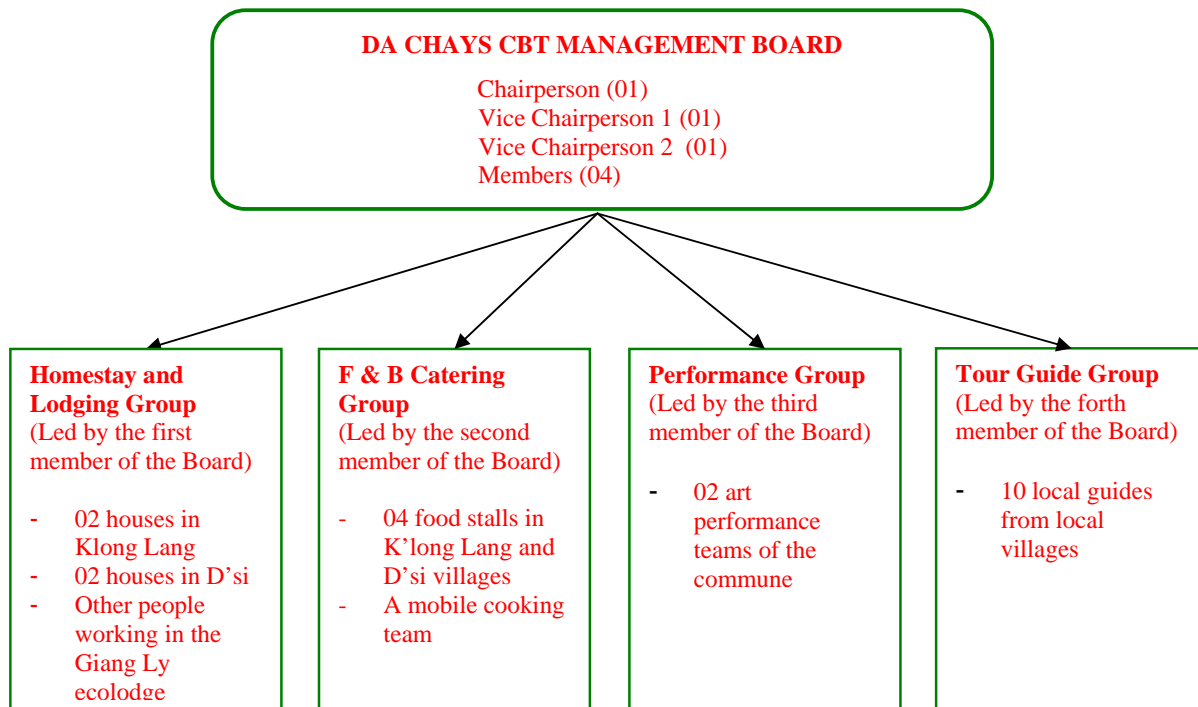 DA CHAYS CBT MANAGEMENT BOARD
Chairperson (01)
Vice Chairperson 1 (01)
Vice Chairperson 2 (01)
Members (04)
Homestay and
Lodging Group
(Led by the first
member of the Board)
- 02 houses in
Klong Lang
- 02 houses in D’si
- Other people
working in the
Giang Ly
ecolodge
F & B Catering
Group
(Led by the second
member of the Board)
- 04 food stalls in
K’long Lang and
D’si villages
- A mobile cooking
team
Performance Group
(Led by the third
member of the Board)
- 02 art
performance
teams of the
commune
Tour Guide Group
(Led by the forth
member of the Board)
- 10 local guides
from local
villages